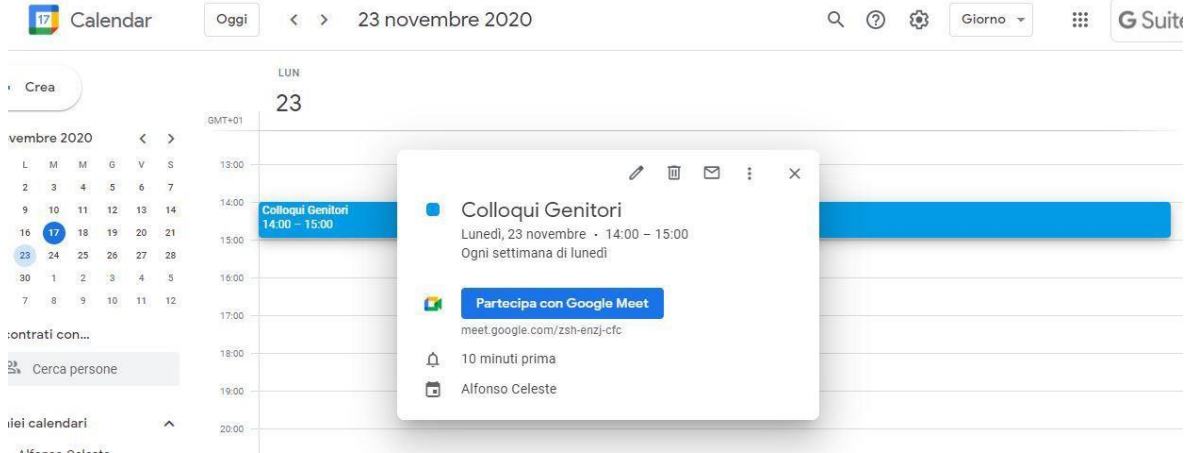 17 Calendar Oggi < > 23 novembre 2020 Giorno G Suite
Crea
vembre 2020 < >
L M M G V S
2 3 4 5 6 7
9 10 11 12 13 14
16 17 18 19 20 21
23 24 25 26 27 28
30 1 2 3 4 5
7 8 9 10 11 12
contrati con...
Cerca persone
iei calendari
LUN
23
GMT+01
13:00
14:00
15:00
16:00
17:00
18:00
19:00
20:00
Colloqui Genitori
14:00 – 15:00
Colloqui Genitori
Lunedì, 23 novembre · 14:00 – 15:00
Ogni settimana di lunedì
Partecipa con Google Meet
meet.google.com/zsh-enzj-cfc
10 minuti prima
Alfonso Celeste